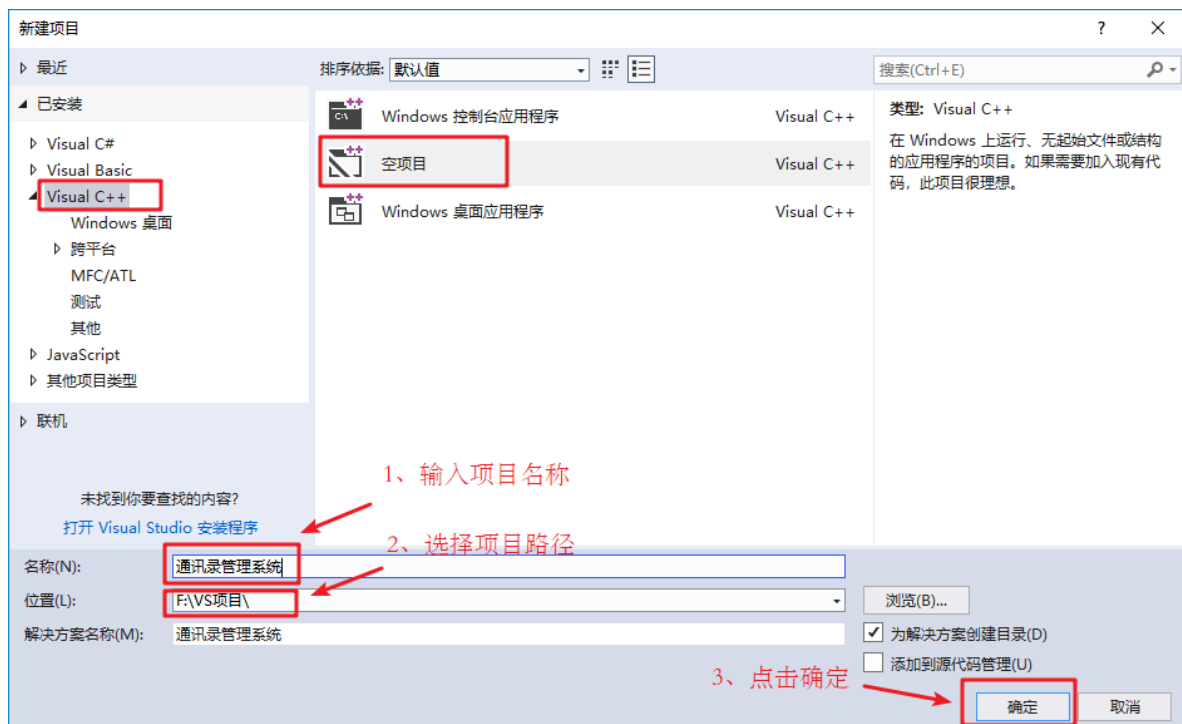 新建项目
? ×
最近
排序依据: 默认值
搜索(Ctrl+E)
已安装
Visual C#
Visual Basic
Visual C++
Windows 桌面
跨平台
MFC/ATL
测试
其他
JavaScript
其他项目类型
联机
Windows 控制台应用程序 Visual C++
空项目 Visual C++
Windows 桌面应用程序 Visual C++
类型: Visual C++
在 Windows 上运行、无起始文件或结构
的应用程序的项目。如果需要加入现有代
码，此项目很理想。
未找到你要查找的内容?
打开 Visual Studio 安装程序
1、输入项目名称
2、选择项目路径
名称(N): 通讯录管理系统
位置(L): F:\VS项目\
浏览(B)...
解决方案名称(M): 通讯录管理系统
为解决方案创建目录(D)
添加到源代码管理(U)
3、点击确定
确定 取消